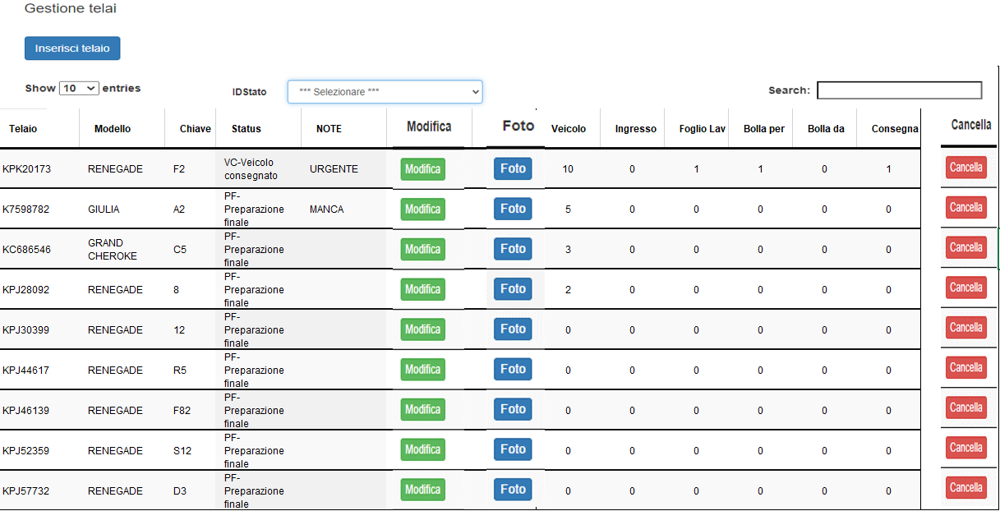 Gestione telai
Inserisci telaio
Show 10 entries IDStato *** Selezionare *** Search:
Telaio Modello Chiave Status NOTE Modifica Foto Veicolo Ingresso Foglio Lav Bolla per Bolla da Consegna Cancella
KPK20173 RENEGADE F2 VC-Veicolo consegnato URGENTE Modifica Foto 10 0 1 1 0 1 Cancella
K7598782 GIULIA A2 PF-Preparazione finale MANCA Modifica Foto 5 0 0 0 0 0 Cancella
KC686546 GRAND CHEROKE C5 PF-Preparazione finale Modifica Foto 3 0 0 0 0 0 Cancella
KPJ28092 RENEGADE 8 PF-Preparazione finale Modifica Foto 2 0 0 0 0 0 Cancella
KPJ30399 RENEGADE 12 PF-Preparazione finale Modifica Foto 0 0 0 0 0 0 Cancella
KPJ44617 RENEGADE R5 PF-Preparazione finale Modifica Foto 0 0 0 0 0 0 Cancella
KPJ46139 RENEGADE F82 PF-Preparazione finale Modifica Foto 0 0 0 0 0 0 Cancella
KPJ52359 RENEGADE S12 PF-Preparazione finale Modifica Foto 0 0 0 0 0 0 Cancella
KPJ57732 RENEGADE D3 PF-Preparazione finale Modifica Foto 0 0 0 0 0 0 Cancella